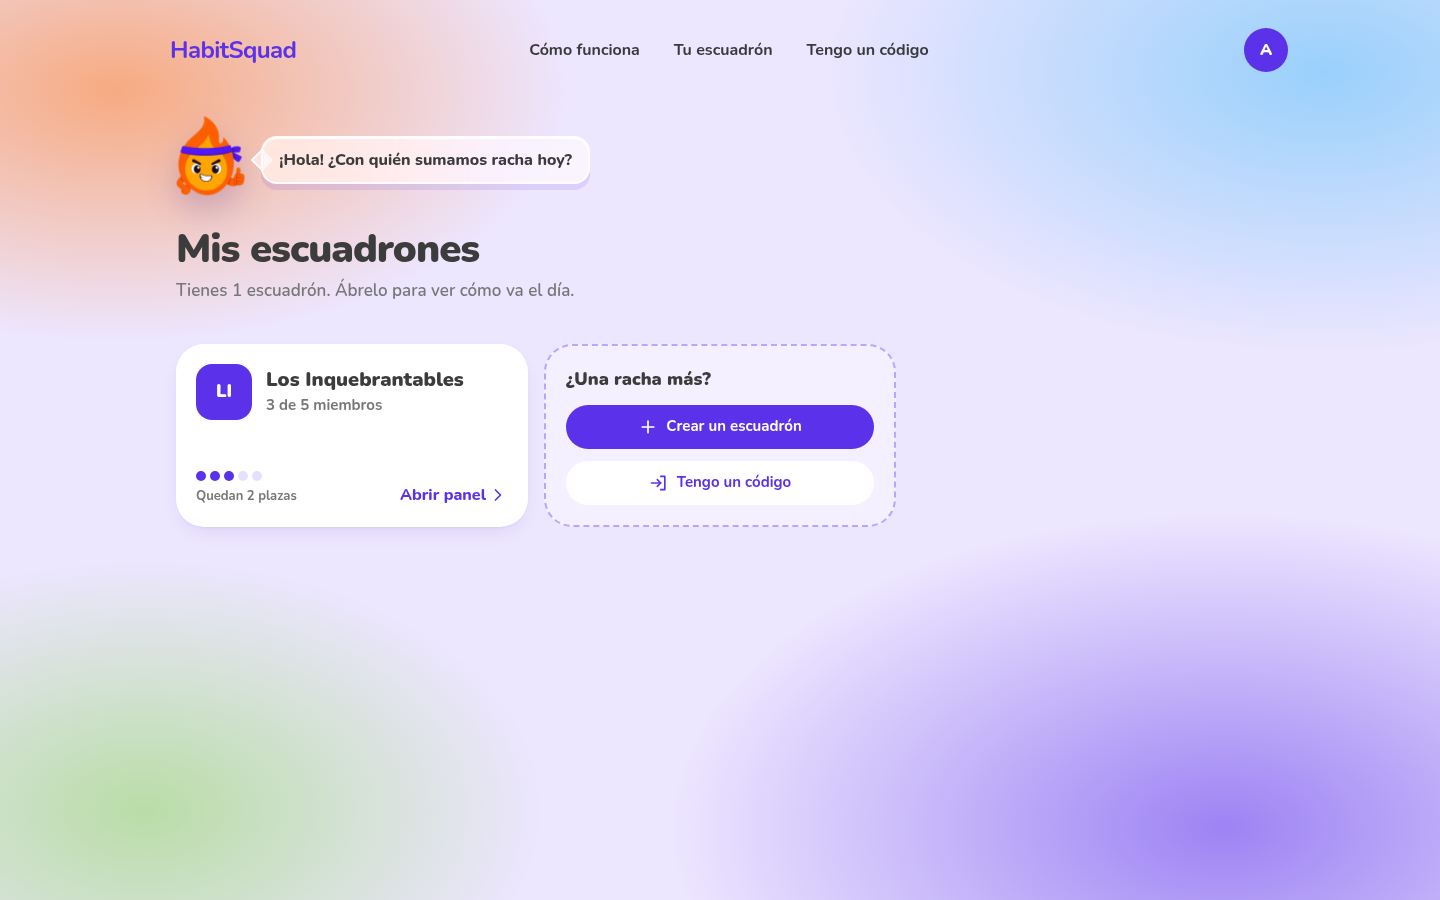 HabitSquad
Cómo funciona
Tu escuadrón
Tengo un código
A
¡Hola! ¿Con quién sumamos racha hoy?
Mis escuadrones
Tienes 1 escuadrón. Ábrelo para ver cómo va el día.
LI
Los Inquebrantables
3 de 5 miembros
Quedan 2 plazas
Abrir panel
¿Una racha más?
Crear un escuadrón
Tengo un código